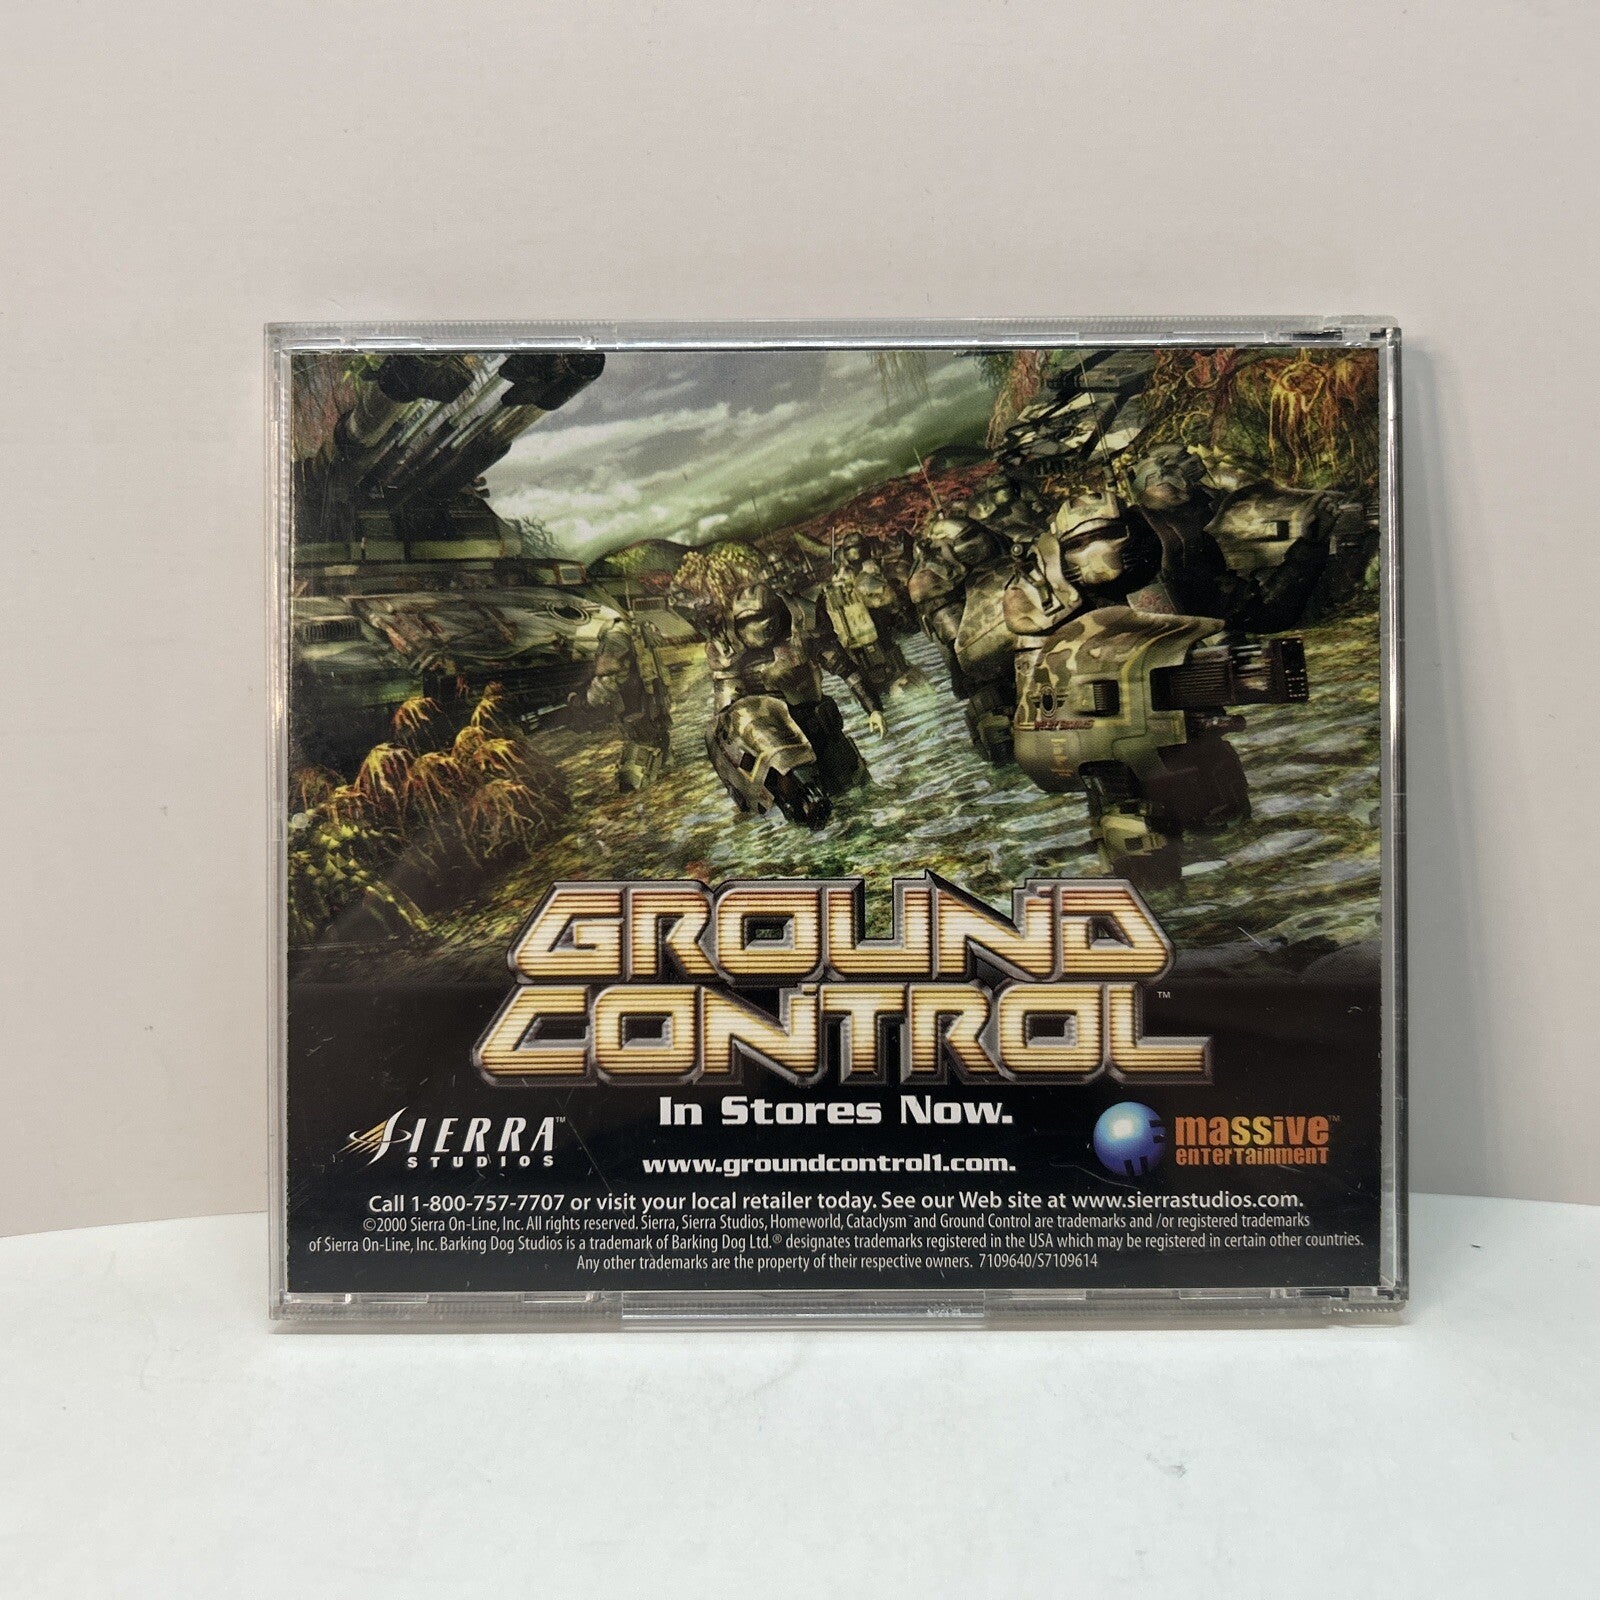 GROUND
CONTROL™
In Stores Now.
SIERRA™
STUDIOS
www.groundcontrol1.com.
massive™
entertainment
Call 1-800-757-7707 or visit your local retailer today. See our Web site at www.sierrastudios.com.
©2000 Sierra On-Line, Inc. All rights reserved. Sierra, Sierra Studios, Homeworld, Cataclysm™ and Ground Control are trademarks and /or registered trademarks
of Sierra On-Line, Inc. Barking Dog Studios is a trademark of Barking Dog Ltd.® designates trademarks registered in the USA which may be registered in certain other countries.
Any other trademarks are the property of their respective owners. 7109640/S7109614